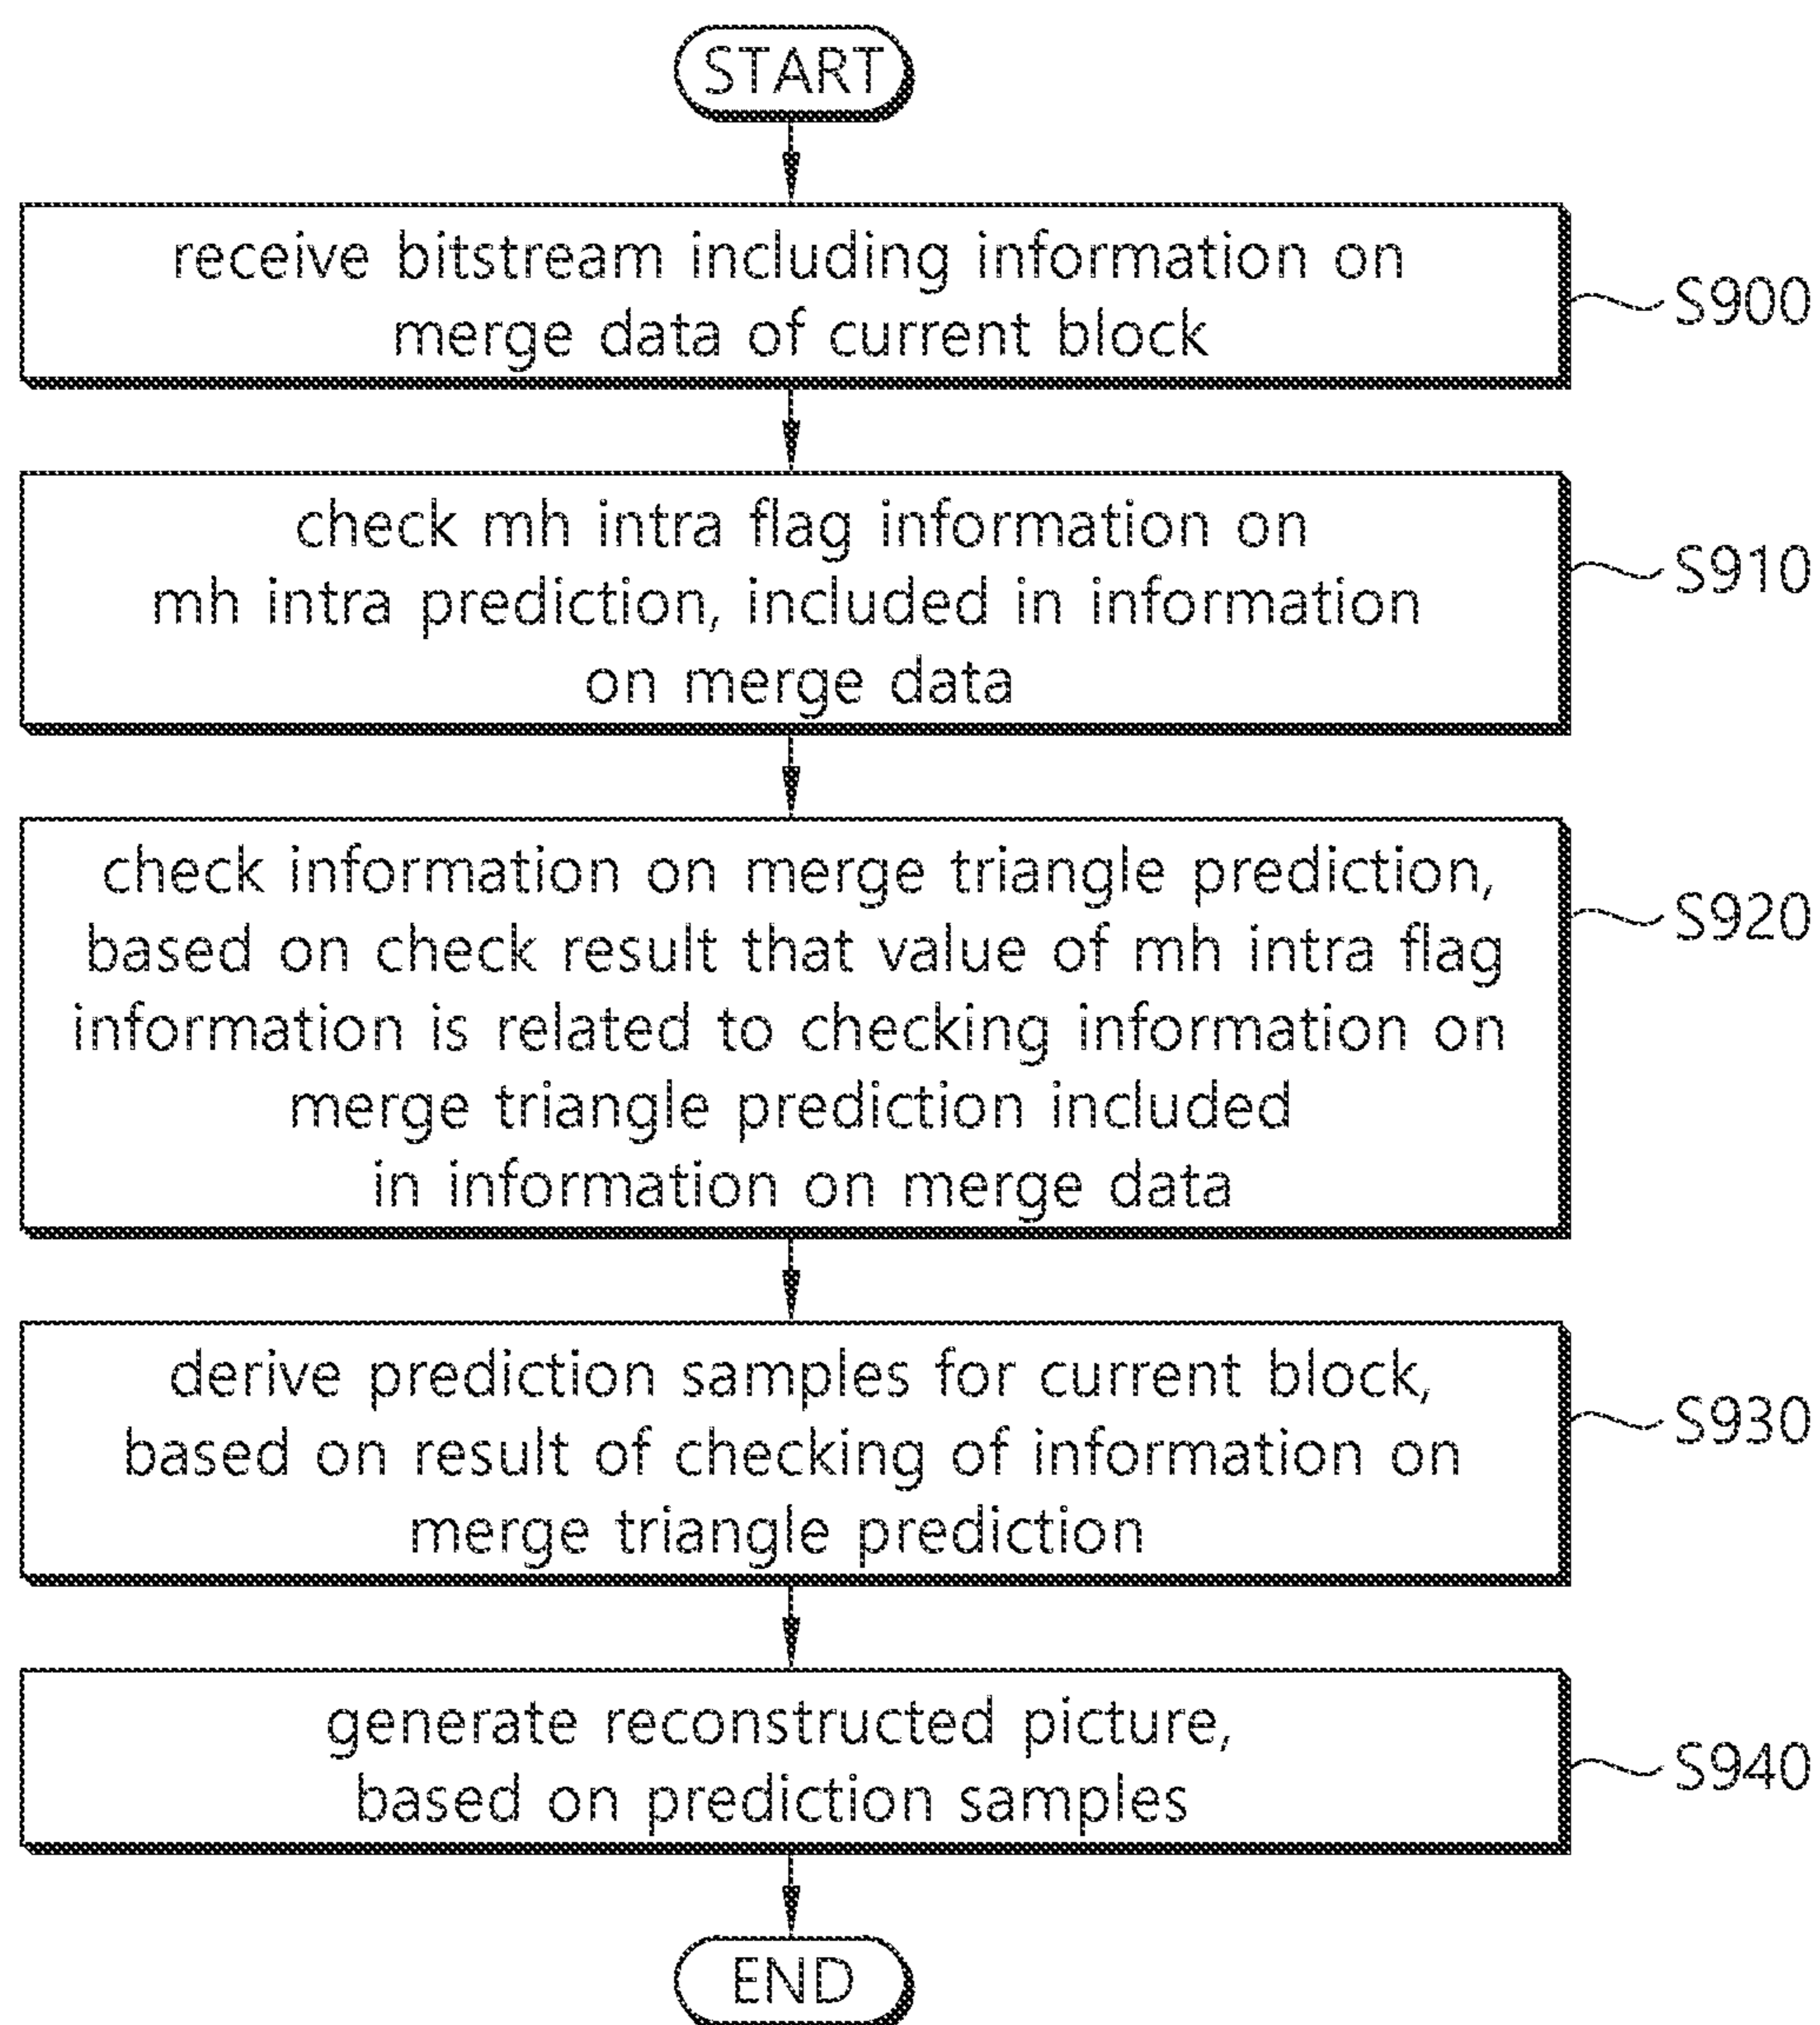 START
receive bitstream including information on
merge data of current block
S900
check mh intra flag information on
mh intra prediction, included in information
on merge data
S910
check information on merge triangle prediction,
based on check result that value of mh intra flag
information is related to checking information on
merge triangle prediction included
in information on merge data
S920
derive prediction samples for current block,
based on result of checking of information on
merge triangle prediction
S930
generate reconstructed picture,
based on prediction samples
S940
END